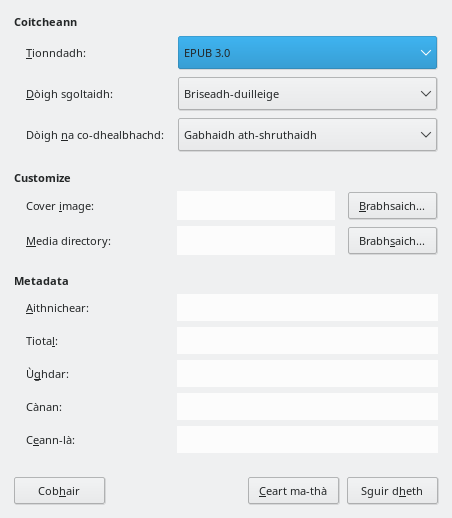 Coitcheann
Tionndadh: EPUB 3.0
Dòigh sgoltaidh: Briseadh-duilleige
Dòigh na co-dhealbhachd: Gabhaidh ath-shruthaidh
Customize
Cover image: Brabhsaich...
Media directory: Brabhsaich...
Metadata
Aithnichear:
Tiotal:
Ùghdar:
Cànan:
Ceann-là:
Cobhair Ceart ma-thà Sguir dheth